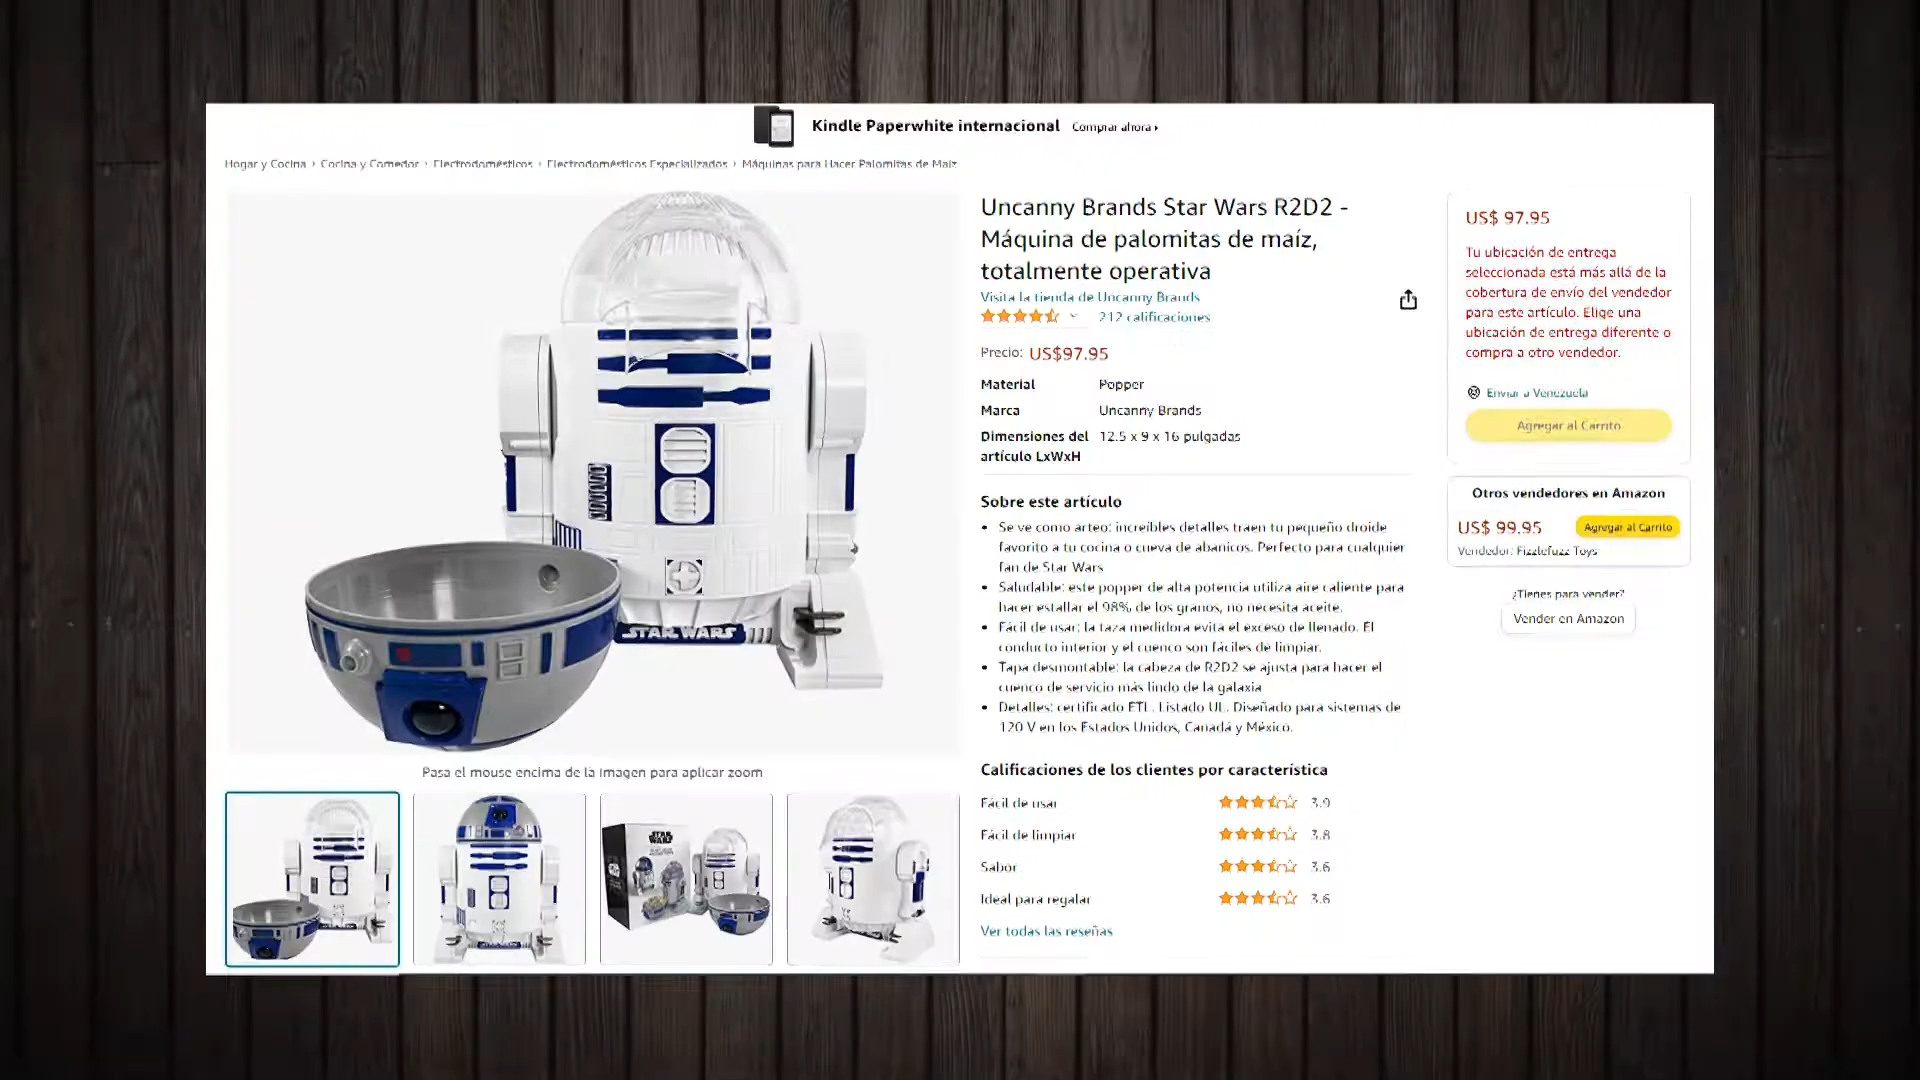 Kindle Paperwhite internacional Comprar ahora ›
Hogar y Cocina › Cocina y Comedor › Electrodomésticos › Electrodomésticos Especializados › Máquinas para Hacer Palomitas de Maíz
Uncanny Brands Star Wars R2D2 -
Máquina de palomitas de maíz,
totalmente operativa
Visita la tienda de Uncanny Brands
212 calificaciones
Precio: US$97.95
Material Popper
Marca Uncanny Brands
Dimensiones del 12.5 x 9 x 16 pulgadas
artículo LxWxH
Sobre este artículo
• Se ve como arteo: increíbles detalles traen tu pequeño droide
favorito a tu cocina o cueva de abanicos. Perfecto para cualquier
fan de Star Wars
• Saludable: este popper de alta potencia utiliza aire caliente para
hacer estallar el 98% de los granos, no necesita aceite.
• Fácil de usar: la taza medidora evita el exceso de llenado. El
conducto interior y el cuenco son fáciles de limpiar.
• Tapa desmontable: la cabeza de R2D2 se ajusta para hacer el
cuenco de servicio más lindo de la galaxia
• Detalles: certificado ETL. Listado UL. Diseñado para sistemas de
120 V en los Estados Unidos, Canadá y México.
Calificaciones de los clientes por característica
Fácil de usar 3.9
Fácil de limpiar 3.8
Sabor 3.6
Ideal para regalar 3.6
Ver todas las reseñas
US$ 97.95
Tu ubicación de entrega
seleccionada está más allá de la
cobertura de envío del vendedor
para este artículo. Elige una
ubicación de entrega diferente o
compra a otro vendedor.
Enviar a Venezuela
Agregar al Carrito
Otros vendedores en Amazon
US$ 99.95 Agregar al Carrito
Vendedor: Fizzlefuzz Toys
¿Tienes para vender?
Vender en Amazon
STAR WARS
Pasa el mouse encima de la imagen para aplicar zoom
STAR WARS